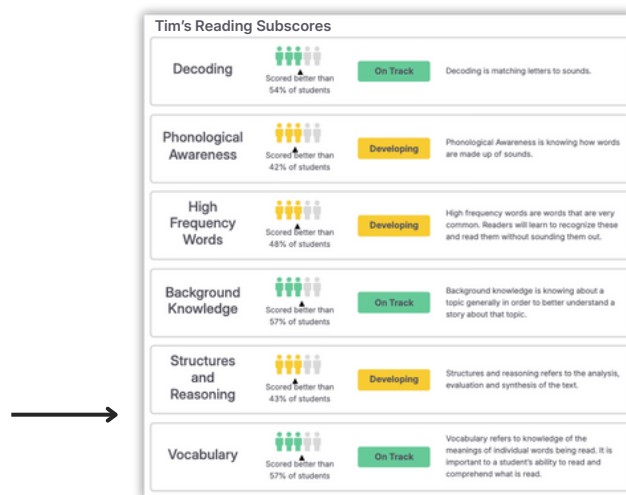 Tim's Reading Subscores
Decoding
Scored better than
54% of students
On Track
Decoding is matching letters to sounds.
Phonological
Awareness
Scored better than
42% of students
Developing
Phonological Awareness is knowing how words
are made up of sounds.
High
Frequency
Words
Scored better than
48% of students
Developing
High frequency words are words that are very
common. Readers will learn to recognize these
and read them without sounding them out.
Background
Knowledge
Scored better than
57% of students
On Track
Background knowledge is knowing about a
topic generally in order to better understand a
story about that topic.
Structures
and
Reasoning
Scored better than
43% of students
Developing
Structures and reasoning refers to the analysis,
evaluation and synthesis of the text.
Vocabulary
Scored better than
57% of students
On Track
Vocabulary refers to knowledge of the
meanings of individual words being read. It is
important to a student's ability to read and
comprehend what is read.